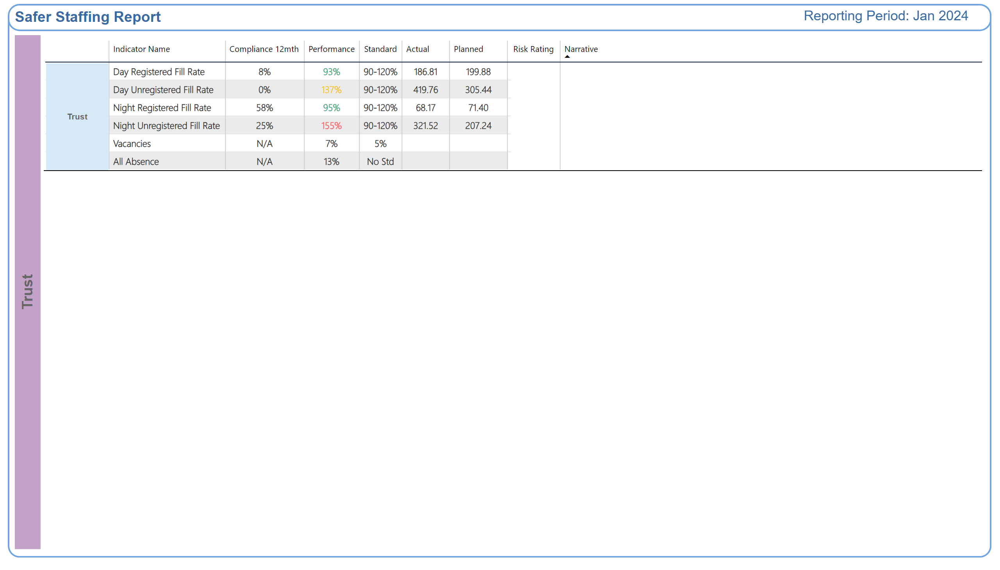 Safer Staffing Report
Reporting Period: Jan 2024
Indicator Name Compliance 12mth Performance Standard Actual Planned Risk Rating Narrative
Trust
Day Registered Fill Rate 8% 93% 90-120% 186.81 199.88
Day Unregistered Fill Rate 0% 137% 90-120% 419.76 305.44
Night Registered Fill Rate 58% 95% 90-120% 68.17 71.40
Night Unregistered Fill Rate 25% 155% 90-120% 321.52 207.24
Vacancies N/A 7% 5%
All Absence N/A 13% No Std
Trust